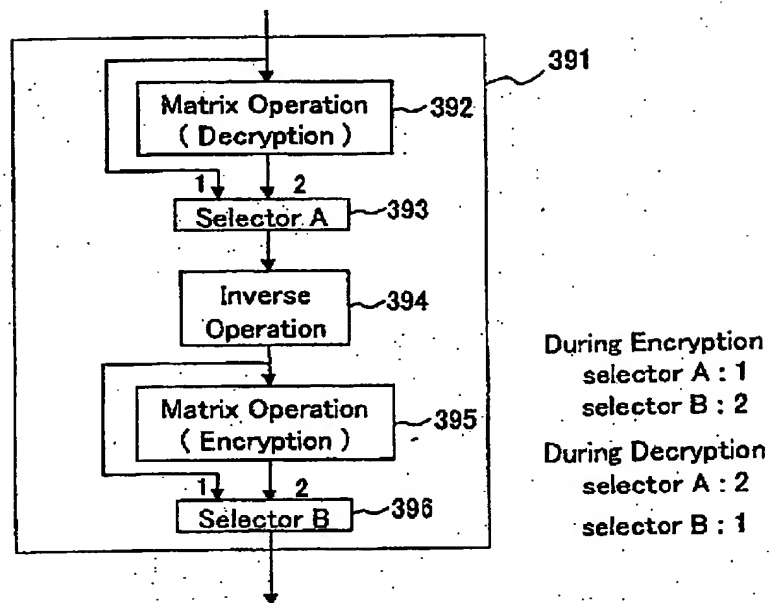 391
Matrix Operation
( Decryption )
392
1
2
Selector A
393
Inverse
Operation
394
Matrix Operation
( Encryption )
395
1
2
Selector B
396
During Encryption
selector A : 1
selector B : 2
During Decryption
selector A : 2
selector B : 1